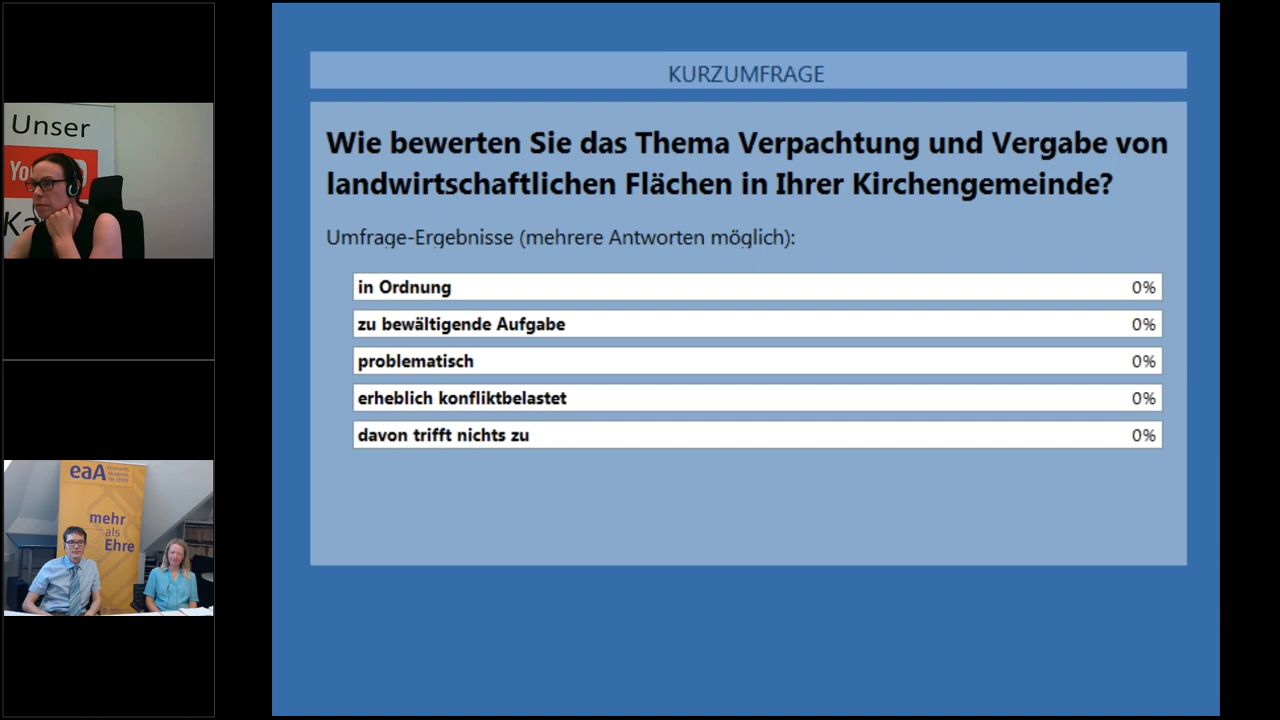 Unser
You
Ka
eaA
mehr
als
Ehre
KURZUMFRAGE
Wie bewerten Sie das Thema Verpachtung und Vergabe von
landwirtschaftlichen Flächen in Ihrer Kirchengemeinde?
Umfrage-Ergebnisse (mehrere Antworten möglich):
in Ordnung 0%
zu bewältigende Aufgabe 0%
problematisch 0%
erheblich konfliktbelastet 0%
davon trifft nichts zu 0%